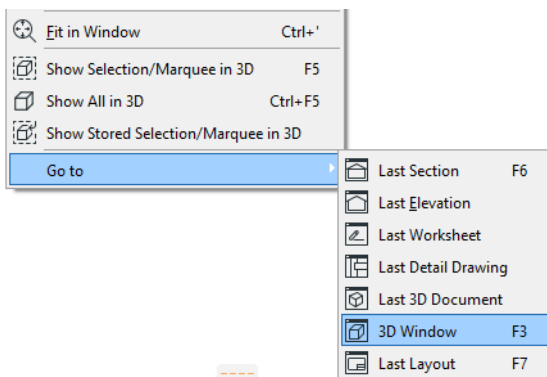 Fit in Window Ctrl+'
Show Selection/Marquee in 3D F5
Show All in 3D Ctrl+F5
Show Stored Selection/Marquee in 3D
Go to
Last Section F6
Last Elevation
Last Worksheet
Last Detail Drawing
Last 3D Document
3D Window F3
Last Layout F7
----